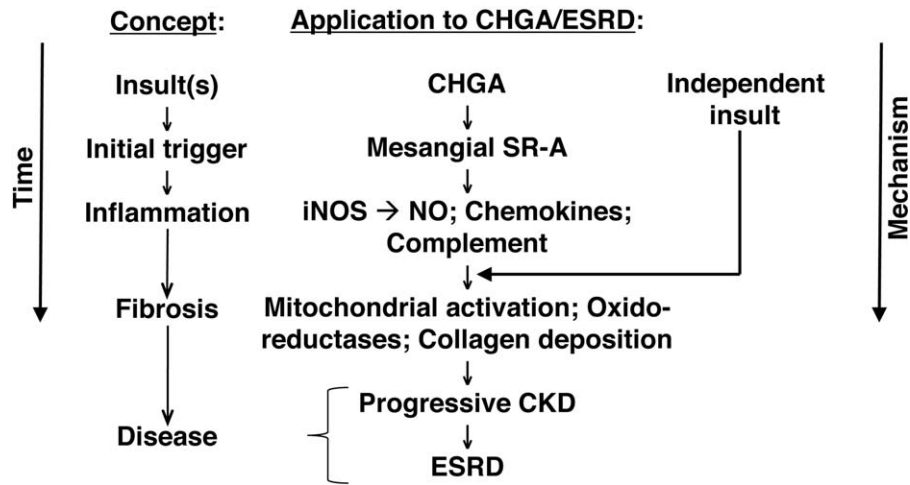 Concept:
Application to CHGA/ESRD:
Time
Insult(s)
Initial trigger
Inflammation
Fibrosis
Disease
CHGA
Mesangial SR-A
iNOS → NO; Chemokines;
Complement
Mitochondrial activation; Oxido-
reductases; Collagen deposition
Progressive CKD
ESRD
Independent
insult
Mechanism